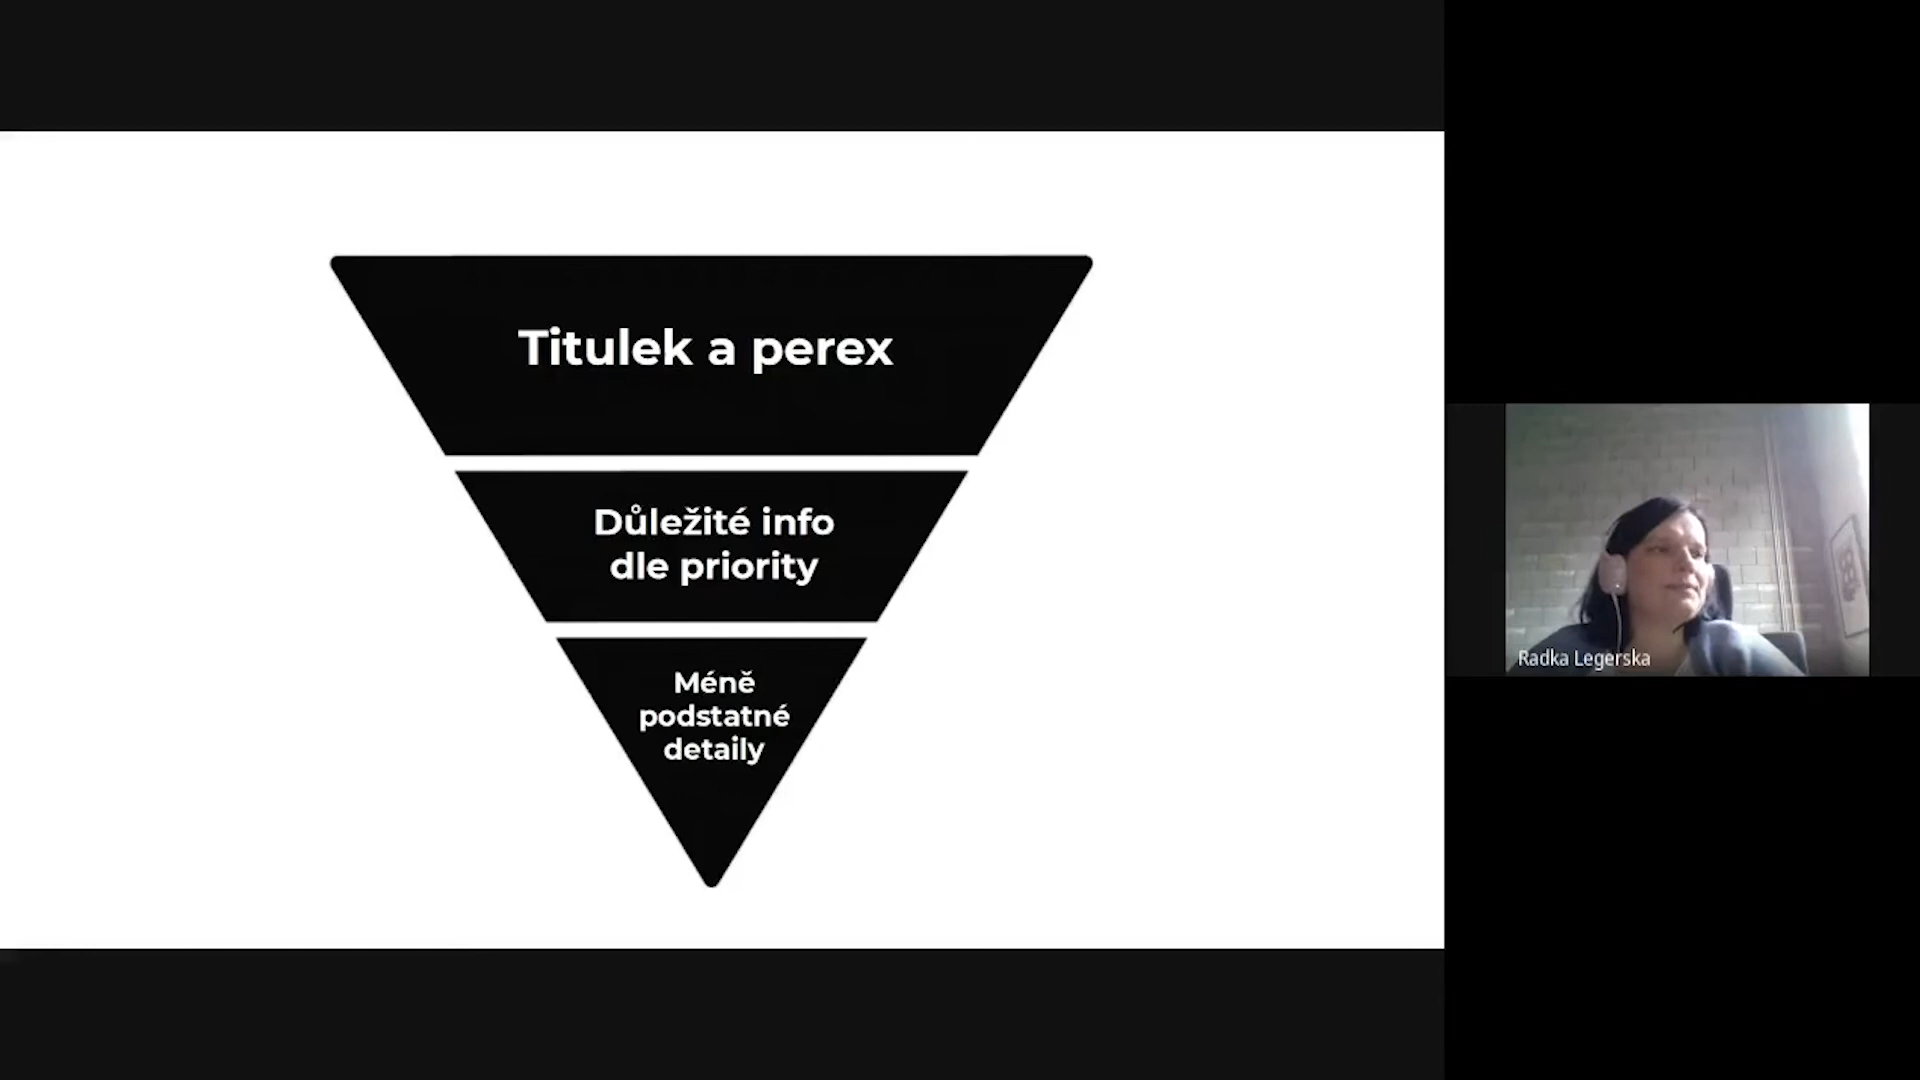 Titulek a perex
Důležité info
dle priority
Méně
podstatné
detaily
Radka Legerska